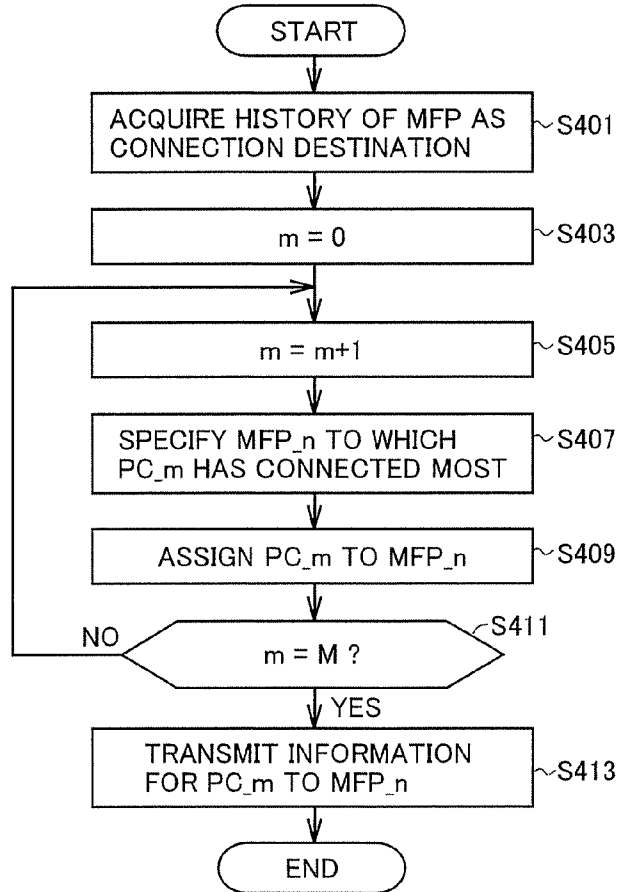 START
ACQUIRE HISTORY OF MFP AS
CONNECTION DESTINATION
S401
m = 0
S403
m = m+1
S405
SPECIFY MFP_n TO WHICH
PC_m HAS CONNECTED MOST
S407
ASSIGN PC_m TO MFP_n
S409
S411
NO
m = M ?
YES
TRANSMIT INFORMATION
FOR PC_m TO MFP_n
S413
END